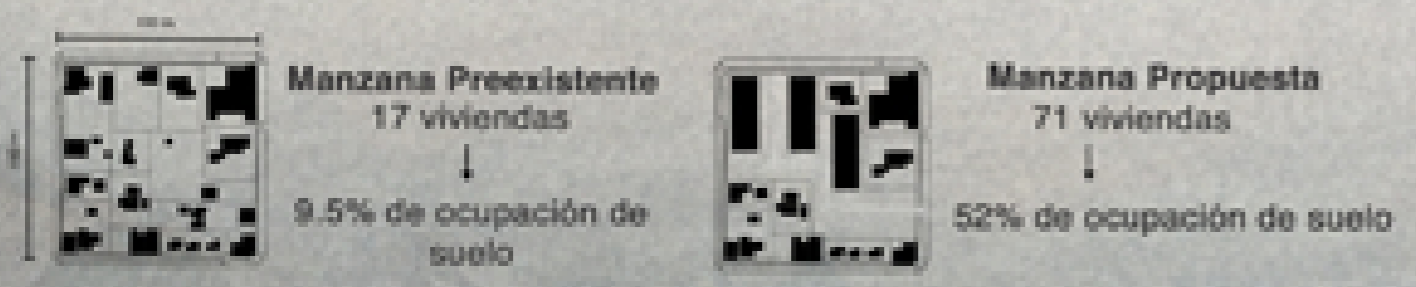 Manzana Preexistente
17 viviendas
9.5% de ocupación de
suelo
Manzana Propuesta
71 viviendas
52% de ocupación de suelo